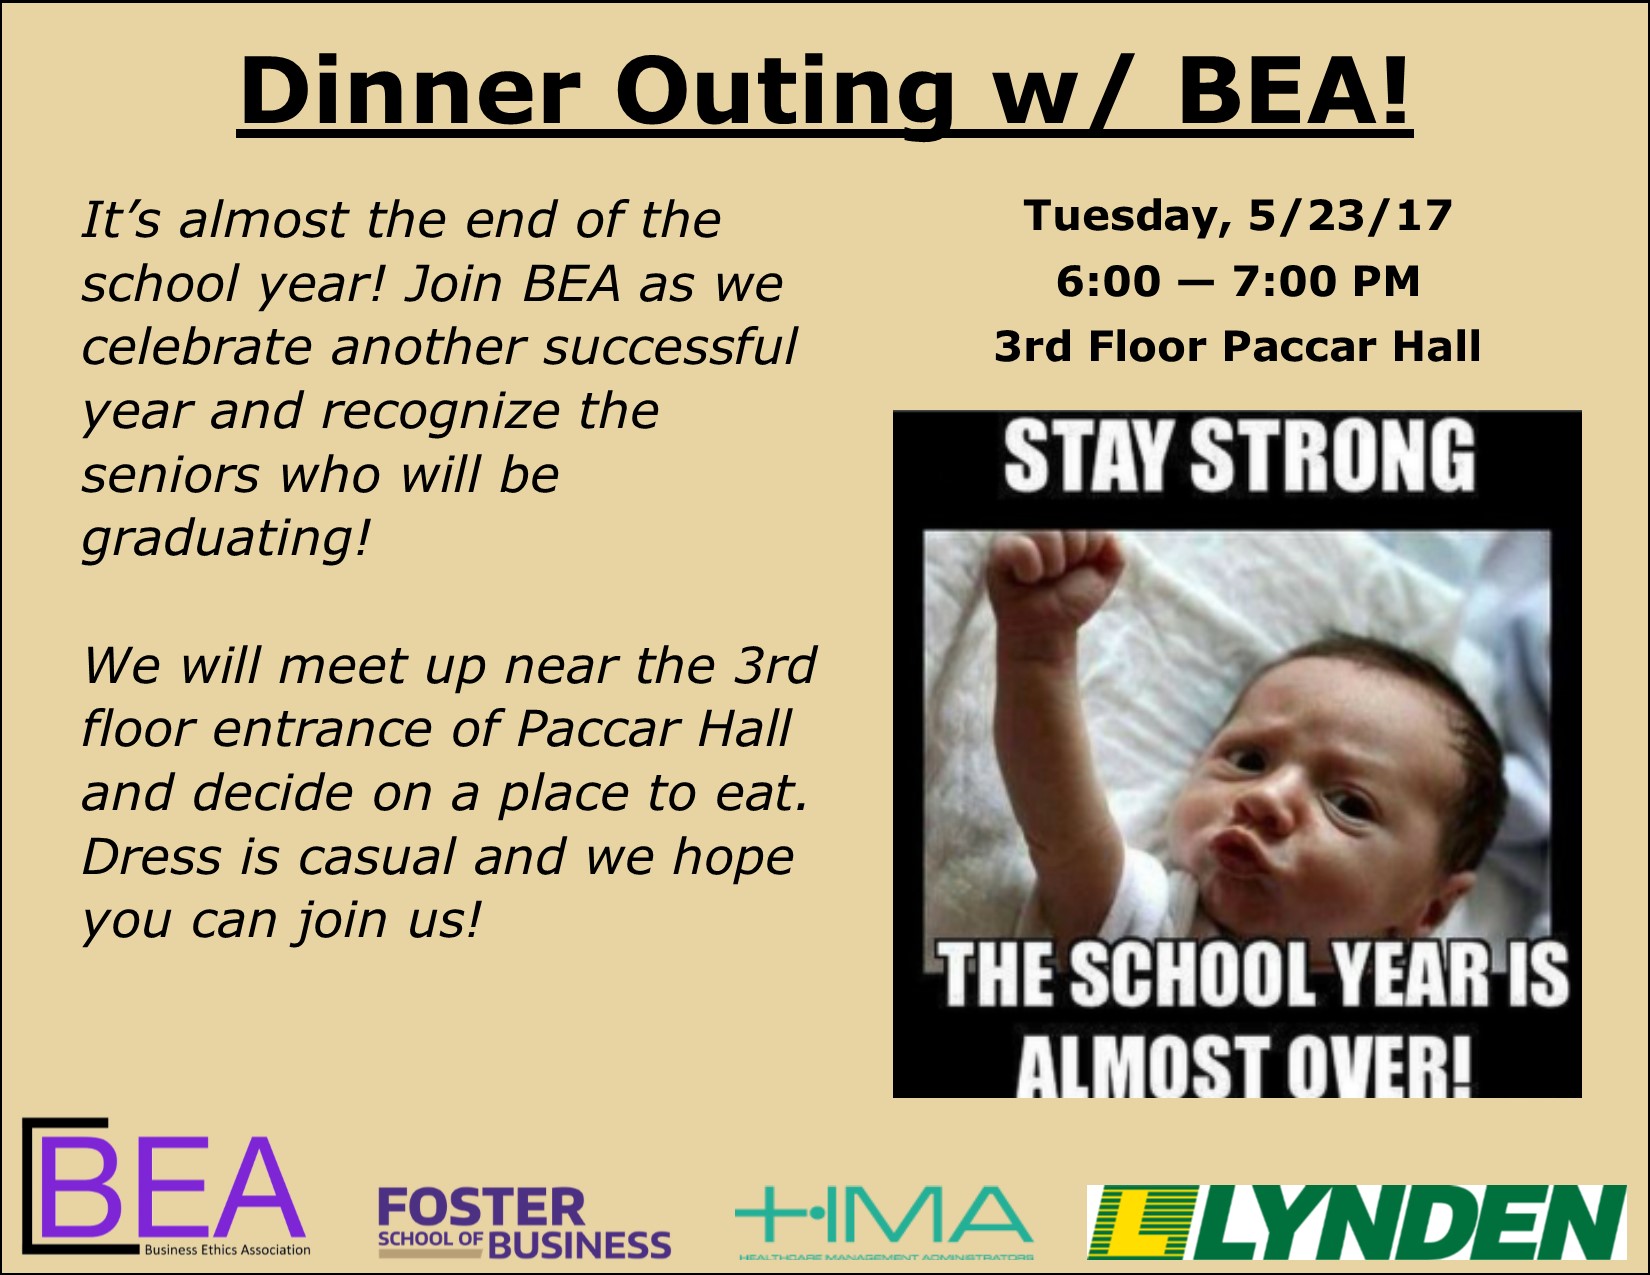 Dinner Outing w/ BEA!
It’s almost the end of the
school year! Join BEA as we
celebrate another successful
year and recognize the
seniors who will be
graduating!
We will meet up near the 3rd
floor entrance of Paccar Hall
and decide on a place to eat.
Dress is casual and we hope
you can join us!
Tuesday, 5/23/17
6:00 — 7:00 PM
3rd Floor Paccar Hall
STAY STRONG
THE SCHOOL YEAR IS
ALMOST OVER!
BEA
Business Ethics Association
FOSTER
SCHOOL OF BUSINESS
HMA
HEALTHCARE MANAGEMENT ADMINISTRATORS
LYNDEN